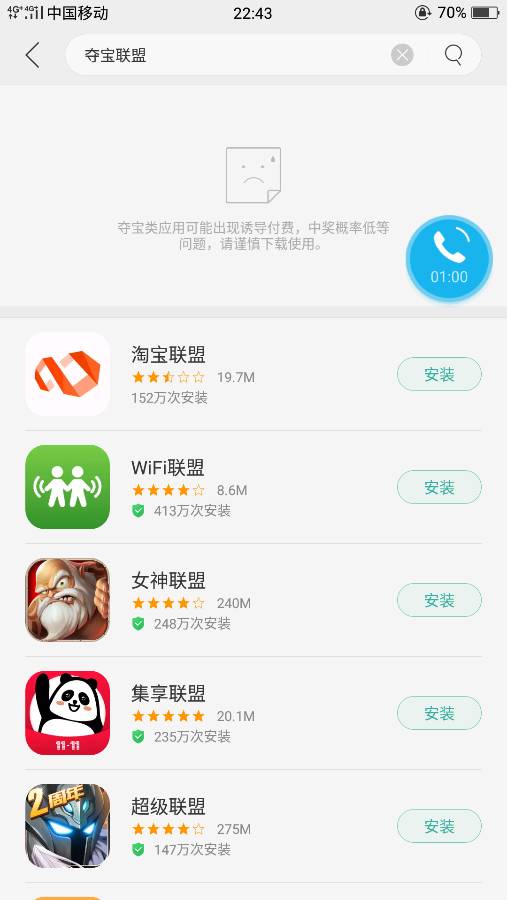 4G+ 4G+ 中国移动 22:43 70%
夺宝联盟
夺宝类应用可能出现诱导付费，中奖概率低等
问题，请谨慎下载使用。
01:00
淘宝联盟
19.7M
安装
152万次安装
WiFi联盟
8.6M
安装
413万次安装
女神联盟
240M
安装
248万次安装
集享联盟
20.1M
安装
235万次安装
11·11
超级联盟
275M
安装
147万次安装
2周年